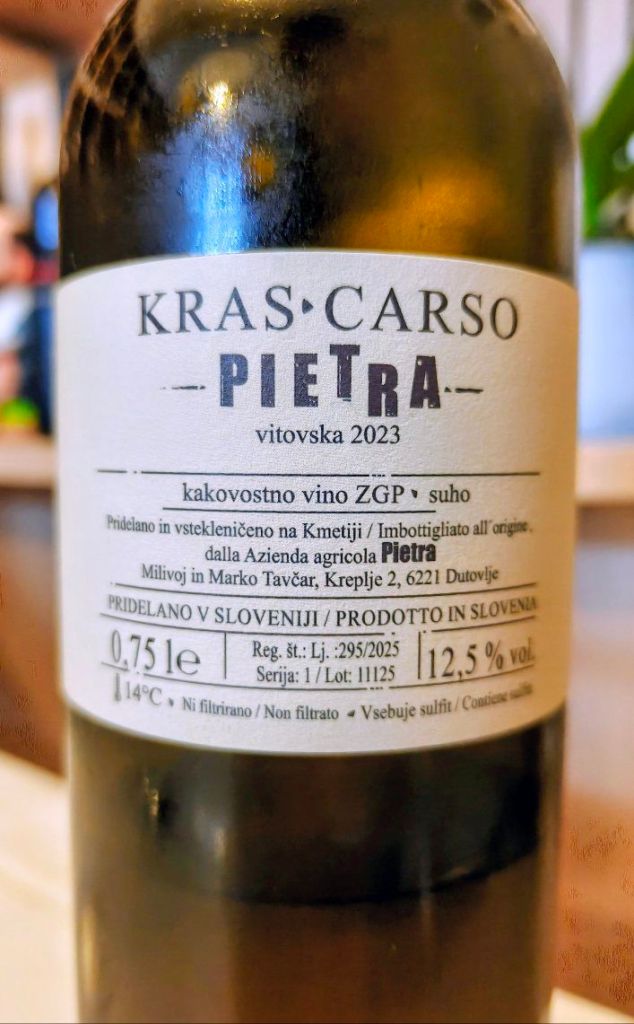 KRAS▸CARSO
PIETRA
vitovska 2023
kakovostno vino ZGP ▾ suho
Pridelano in vstekleničeno na Kmetiji / Imbottigliato all´origine
dalla Azienda agricola Pietra
Milivoj in Marko Tavčar, Kreplje 2, 6221 Dutovlje
PRIDELANO V SLOVENIJI / PRODOTTO IN SLOVENIA
0,75 l℮
Reg. št.: Lj. :295/2025
Serija: 1 / Lot: 11125
12,5 % vol.
14°C ▾ Ni filtrirano / Non filtrato ◂ Vsebuje sulfit / Contiene sulfiti